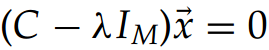 (C − λI_M)x⃗ = 0